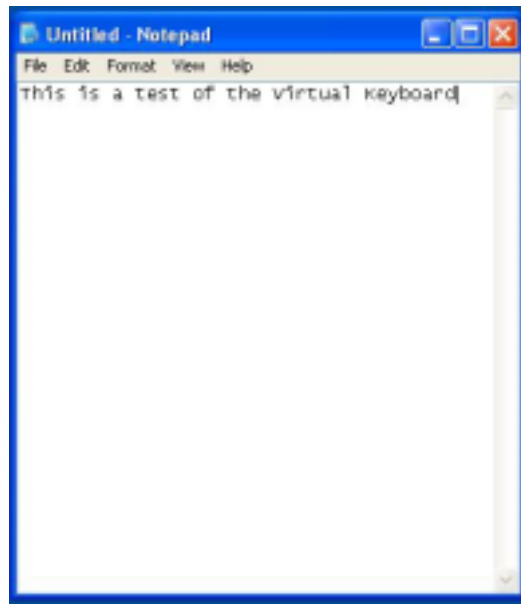 Untitled - Notepad
File Edit Format View Help
This is a test of the Virtual Keyboard